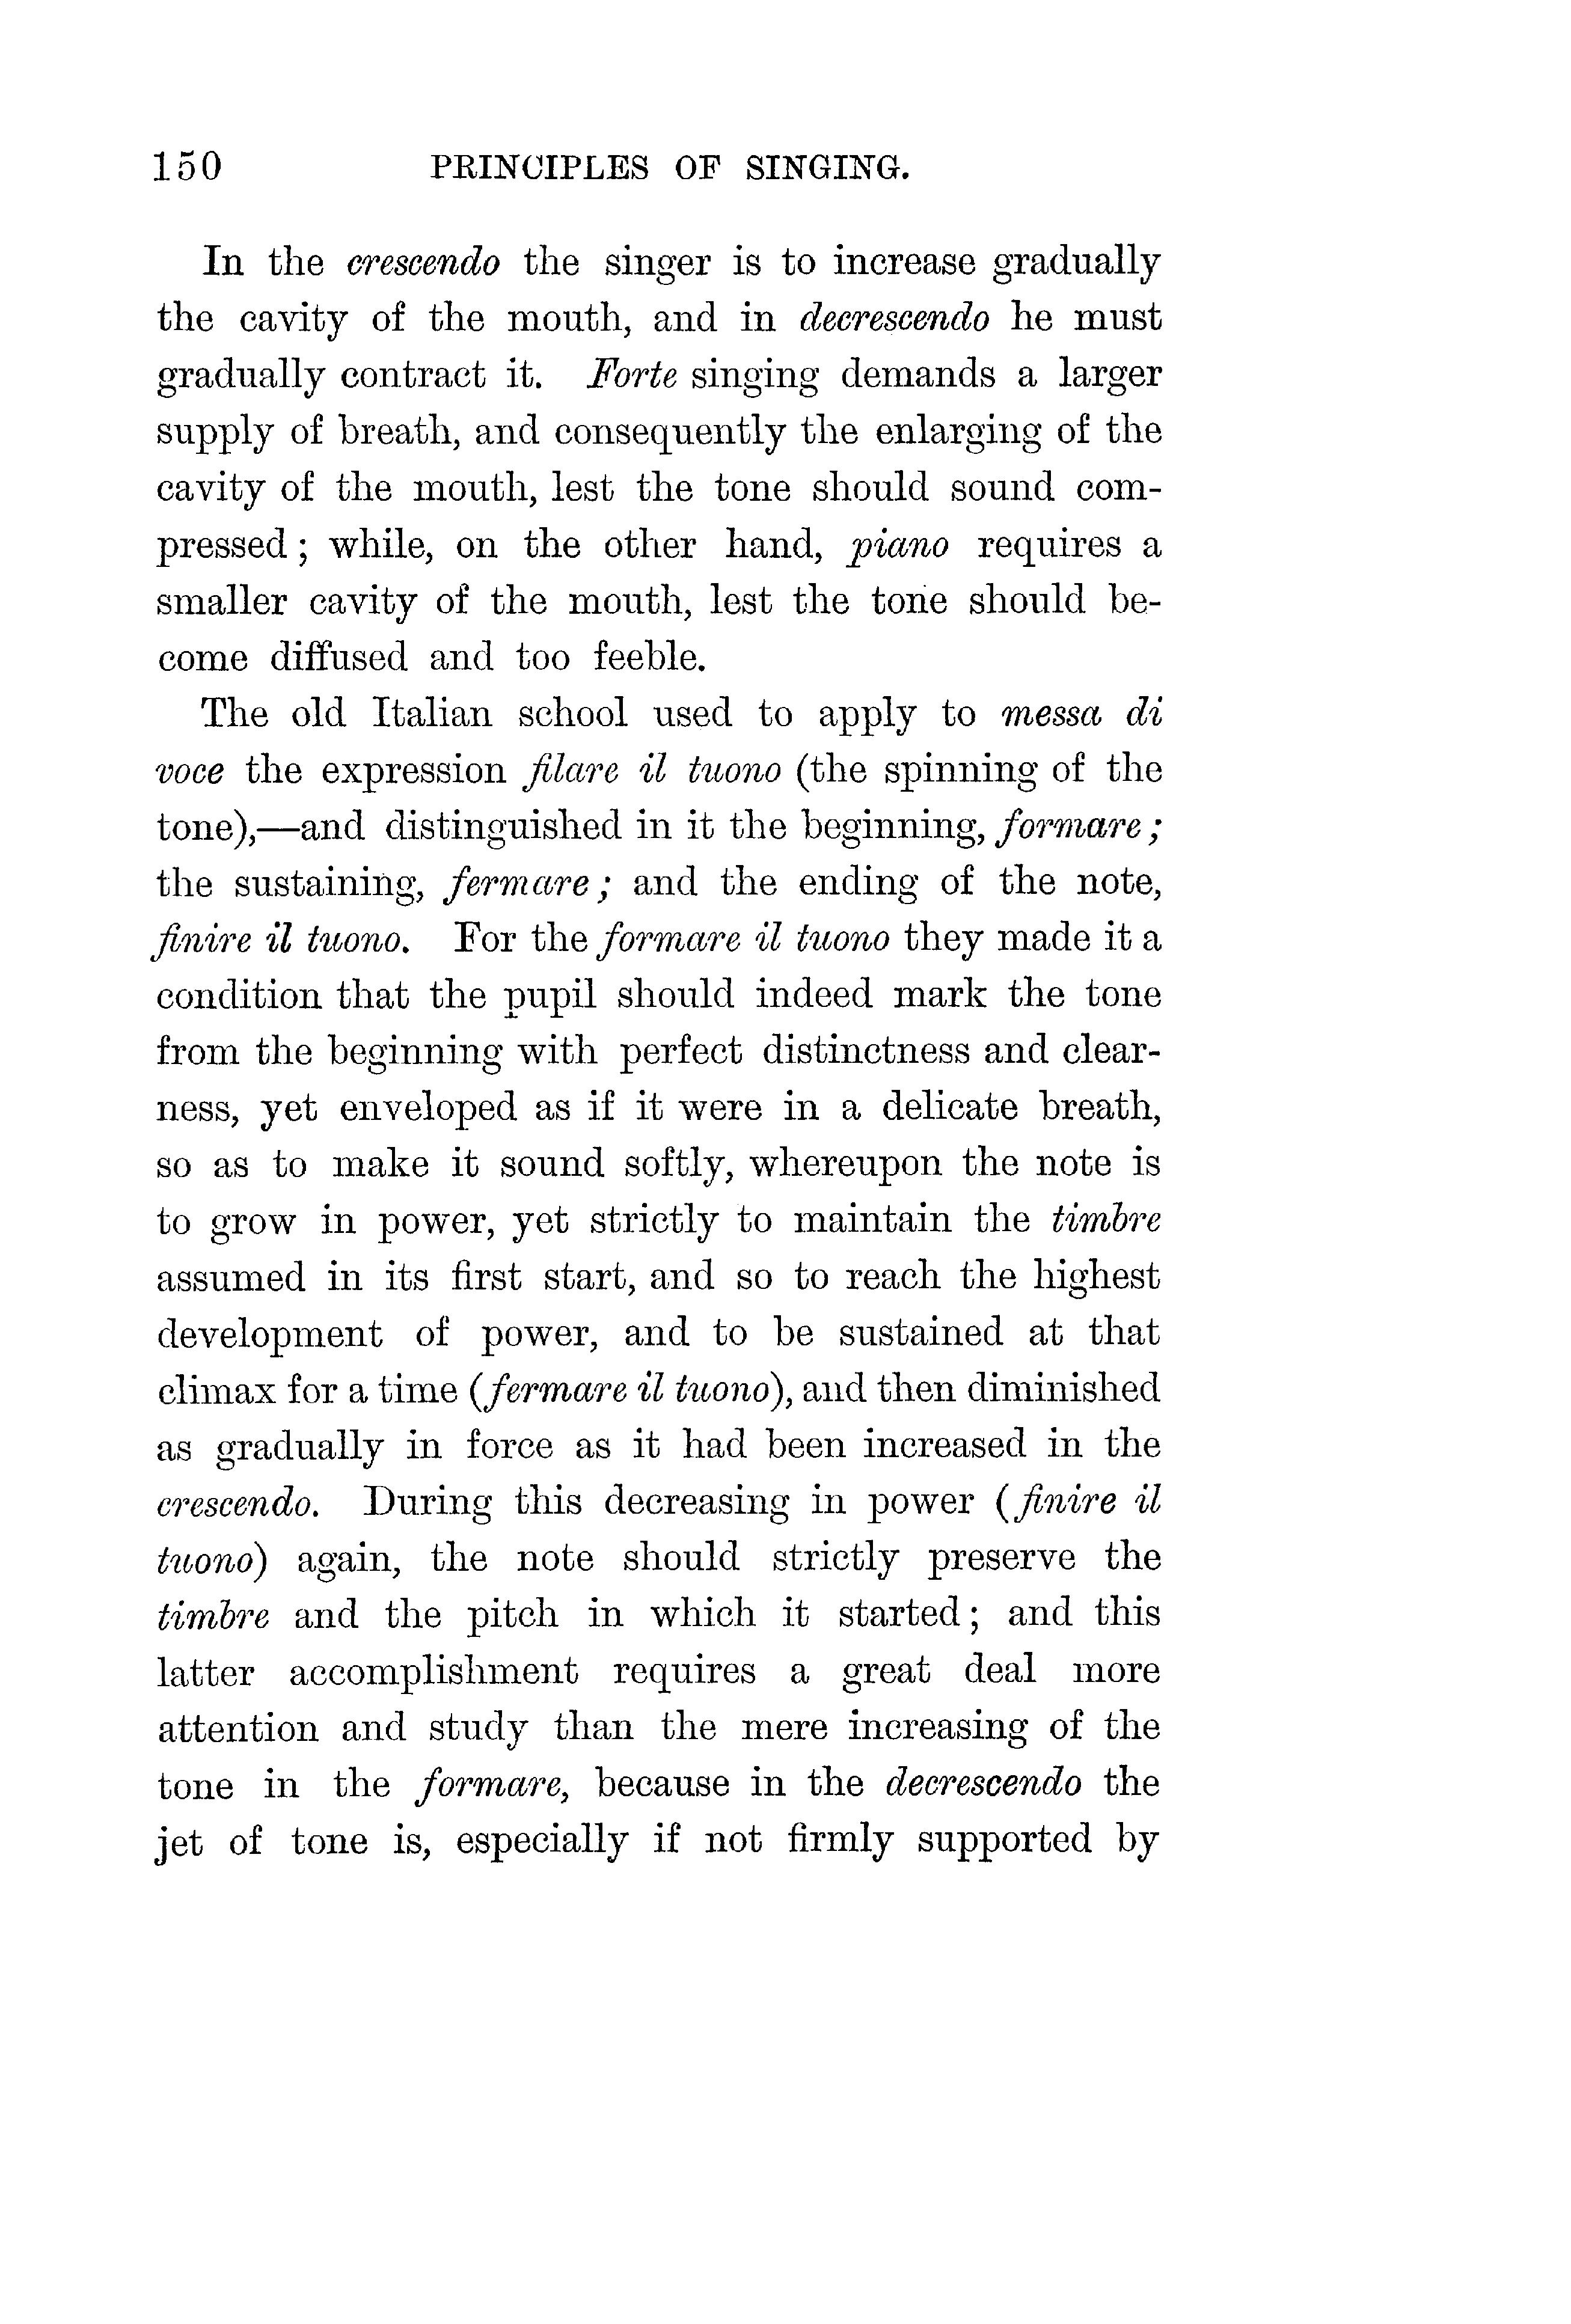 150 PRINCIPLES OF SINGING.
In the crescendo the singer is to increase gradually
the cavity of the mouth, and in decrescendo he must
gradually contract it. Forte singing demands a larger
supply of breath, and consequently the enlarging of the
cavity of the mouth, lest the tone should sound com-
pressed; while, on the other hand, piano requires a
smaller cavity of the mouth, lest the tone should be-
come diffused and too feeble.
The old Italian school used to apply to messa di
voce the expression filare il tuono (the spinning of the
tone),—and distinguished in it the beginning, formare;
the sustaining, fermare; and the ending of the note,
finire il tuono. For the formare il tuono they made it a
condition that the pupil should indeed mark the tone
from the beginning with perfect distinctness and clear-
ness, yet enveloped as if it were in a delicate breath,
so as to make it sound softly, whereupon the note is
to grow in power, yet strictly to maintain the timbre
assumed in its first start, and so to reach the highest
development of power, and to be sustained at that
climax for a time (fermare il tuono), and then diminished
as gradually in force as it had been increased in the
crescendo. During this decreasing in power (finire il
tuono) again, the note should strictly preserve the
timbre and the pitch in which it started; and this
latter accomplishment requires a great deal more
attention and study than the mere increasing of the
tone in the formare, because in the decrescendo the
jet of tone is, especially if not firmly supported by